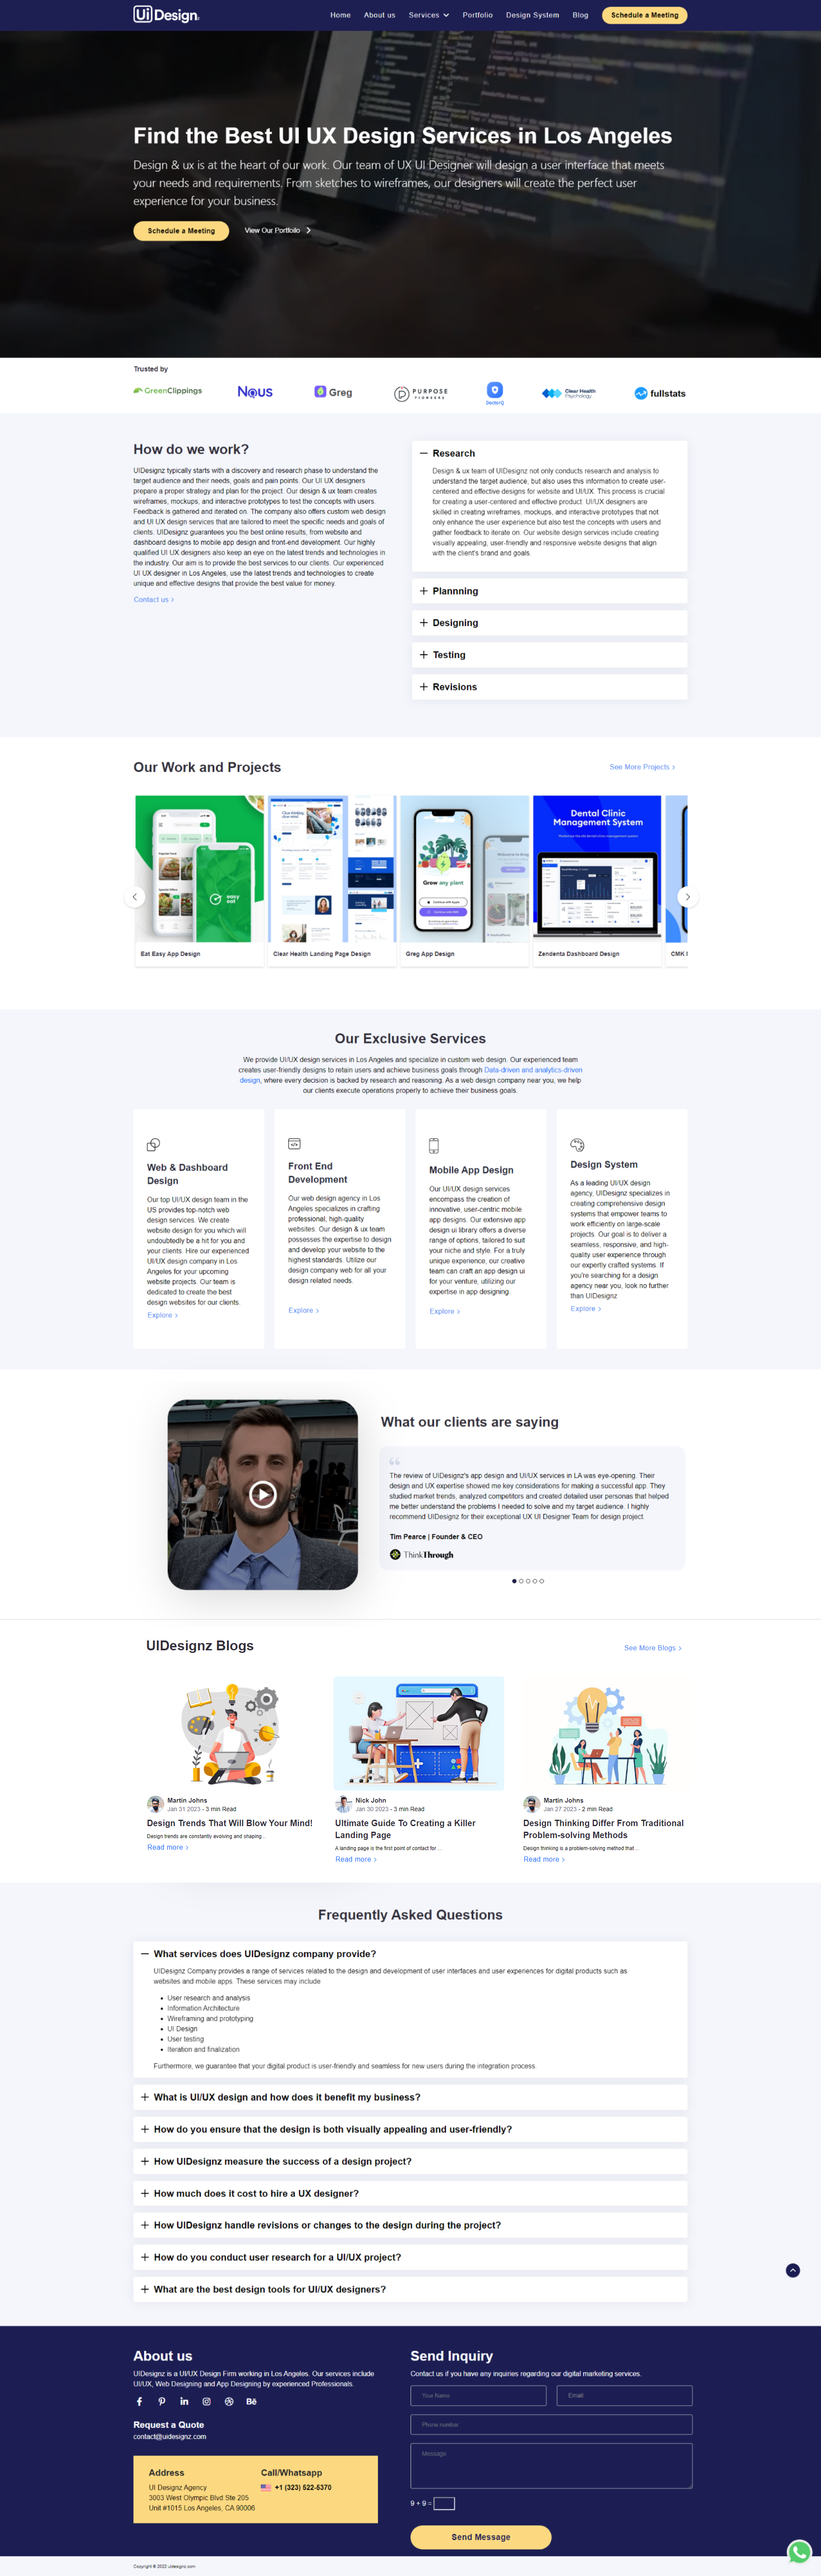 Ui Design
Home About us Services Portfolio Design System Blog Schedule a Meeting
Find the Best UI UX Design Services in Los Angeles
Design & ux is at the heart of our work. Our team of UX UI Designer will design a user interface that meets
your needs and requirements. From sketches to wireframes, our designers will create the perfect user
experience for your business.
Schedule a Meeting View Our Portfolio
Trusted by
GreenClippings NQUS Greg PURPOSE PIONEERS DoctorQ Clear Health Psychology fullstats
How do we work?
UIDesignz typically starts with a discovery and research phase to understand the
target audience and their needs, goals and pain points. Our UI UX designers
prepare a proper strategy and plan for the project. Our design & ux team creates
wireframes, mockups, and interactive prototypes to test the concepts with users.
Feedback is gathered and iterated on. The company also offers custom web design
and UI UX design services that are tailored to meet the specific needs and goals of
clients. UIDesignz guarantees you the best online results, from website and
dashboard designs to mobile app design and front-end development. Our highly
qualified UI UX designers also keep an eye on the latest trends and technologies in
the industry. Our aim is to provide the best services to our clients. Our experienced
UI UX designer in Los Angeles, use the latest trends and technologies to create
unique and effective designs that provide the best value for money.
Contact us >
Research
Design & ux team of UIDesignz not only conducts research and analysis to
understand the target audience, but also uses this information to create user-
centered and effective designs for website and UI/UX. This process is crucial
for creating a user-centered and effective product. UI/UX designers are
skilled in creating wireframes, mockups, and interactive prototypes that not
only enhance the user experience but also test the concepts with users and
gather feedback to iterate on. Our website design services include creating
visually appealing, user-friendly and responsive website designs that align
with the client's brand and goals.
Plannning
Designing
Testing
Revisions
Our Work and Projects
See More Projects >
easy eat
Grow any plant
Dental Clinic
Management System
Eat Easy App Design
Clear Health Landing Page Design
Greg App Design
Zendenta Dashboard Design
CMK
Our Exclusive Services
We provide UI/UX design services in Los Angeles and specialize in custom web design. Our experienced team
creates user-friendly designs to retain users and achieve business goals through Data-driven and analytics-driven
design, where every decision is backed by research and reasoning. As a web design company near you, we help
our clients execute operations properly to achieve their business goals.
Web & Dashboard
Design
Our top UI/UX design team in the
US provides top-notch web
design services. We create
website design for you which will
undoubtedly be a hit for you and
your clients. Hire our experienced
UI/UX design company in Los
Angeles for your upcoming
website projects. Our team is
dedicated to create the best
design websites for our clients.
Explore >
Front End
Development
Our web design agency in Los
Angeles specializes in crafting
professional, high-quality
websites. Our design & ux team
possesses the expertise to design
and develop your website to the
highest standards. Utilize our
design company web for all your
design related needs.
Explore >
Mobile App Design
Our UI/UX design services
encompass the creation of
innovative, user-centric mobile
app designs. Our extensive app
design ui library offers a diverse
range of options, tailored to suit
your niche and style. For a truly
unique experience, our creative
team can craft an app design ui
for your venture, utilizing our
expertise in app designing.
Explore >
Design System
As a leading UI/UX design
agency, UIDesignz specializes in
creating comprehensive design
systems that empower teams to
work efficiently on large-scale
projects. Our goal is to deliver a
seamless, responsive, and high-
quality user experience through
our expertly crafted systems. If
you're searching for a design
agency near you, look no further
than UIDesignz
Explore >
What our clients are saying
The review of UIDesignz's app design and UI/UX services in LA was eye-opening. Their
design and UX expertise showed me key considerations for making a successful app. They
studied market trends, analyzed competitors and created detailed user personas that helped
me better understand the problems I needed to solve and my target audience. I highly
recommend UIDesignz for their exceptional UX UI Designer Team for design project.
Tim Pearce | Founder & CEO
ThinkThrough
UIDesignz Blogs
See More Blogs >
Martin Johns
Jan 31 2023 - 3 min Read
Design Trends That Will Blow Your Mind!
Design trends are constantly evolving and shaping...
Read more >
Nick John
Jan 30 2023 - 3 min Read
Ultimate Guide To Creating a Killer
Landing Page
A landing page is the first point of contact for ...
Read more >
Martin Johns
Jan 27 2023 - 2 min Read
Design Thinking Differ From Traditional
Problem-solving Methods
Design thinking is a problem-solving method that ...
Read more >
Frequently Asked Questions
What services does UIDesignz company provide?
UIDesignz Company provides a range of services related to the design and development of user interfaces and user experiences for digital products such as
websites and mobile apps. These services may include
User research and analysis
Information Architecture
Wireframing and prototyping
UI Design
User testing
Iteration and finalization
Furthermore, we guarantee that your digital product is user-friendly and seamless for new users during the integration process.
What is UI/UX design and how does it benefit my business?
How do you ensure that the design is both visually appealing and user-friendly?
How UIDesignz measure the success of a design project?
How much does it cost to hire a UX designer?
How UIDesignz handle revisions or changes to the design during the project?
How do you conduct user research for a UI/UX project?
What are the best design tools for UI/UX designers?
About us
UIDesignz is a UI/UX Design Firm working in Los Angeles. Our services include
UI/UX, Web Designing and App Designing by experienced Professionals.
Request a Quote
contact@uidesignz.com
Address
UI Designz Agency
3003 West Olympic Blvd Ste 205
Unit #1015 Los Angeles, CA 90006
Call/Whatsapp
+1 (323) 522-5370
Send Inquiry
Contact us if you have any inquiries regarding our digital marketing services.
Your Name Email
Phone number
Message
9 + 9 =
Send Message
Copyright © 2023 uidesignz.com